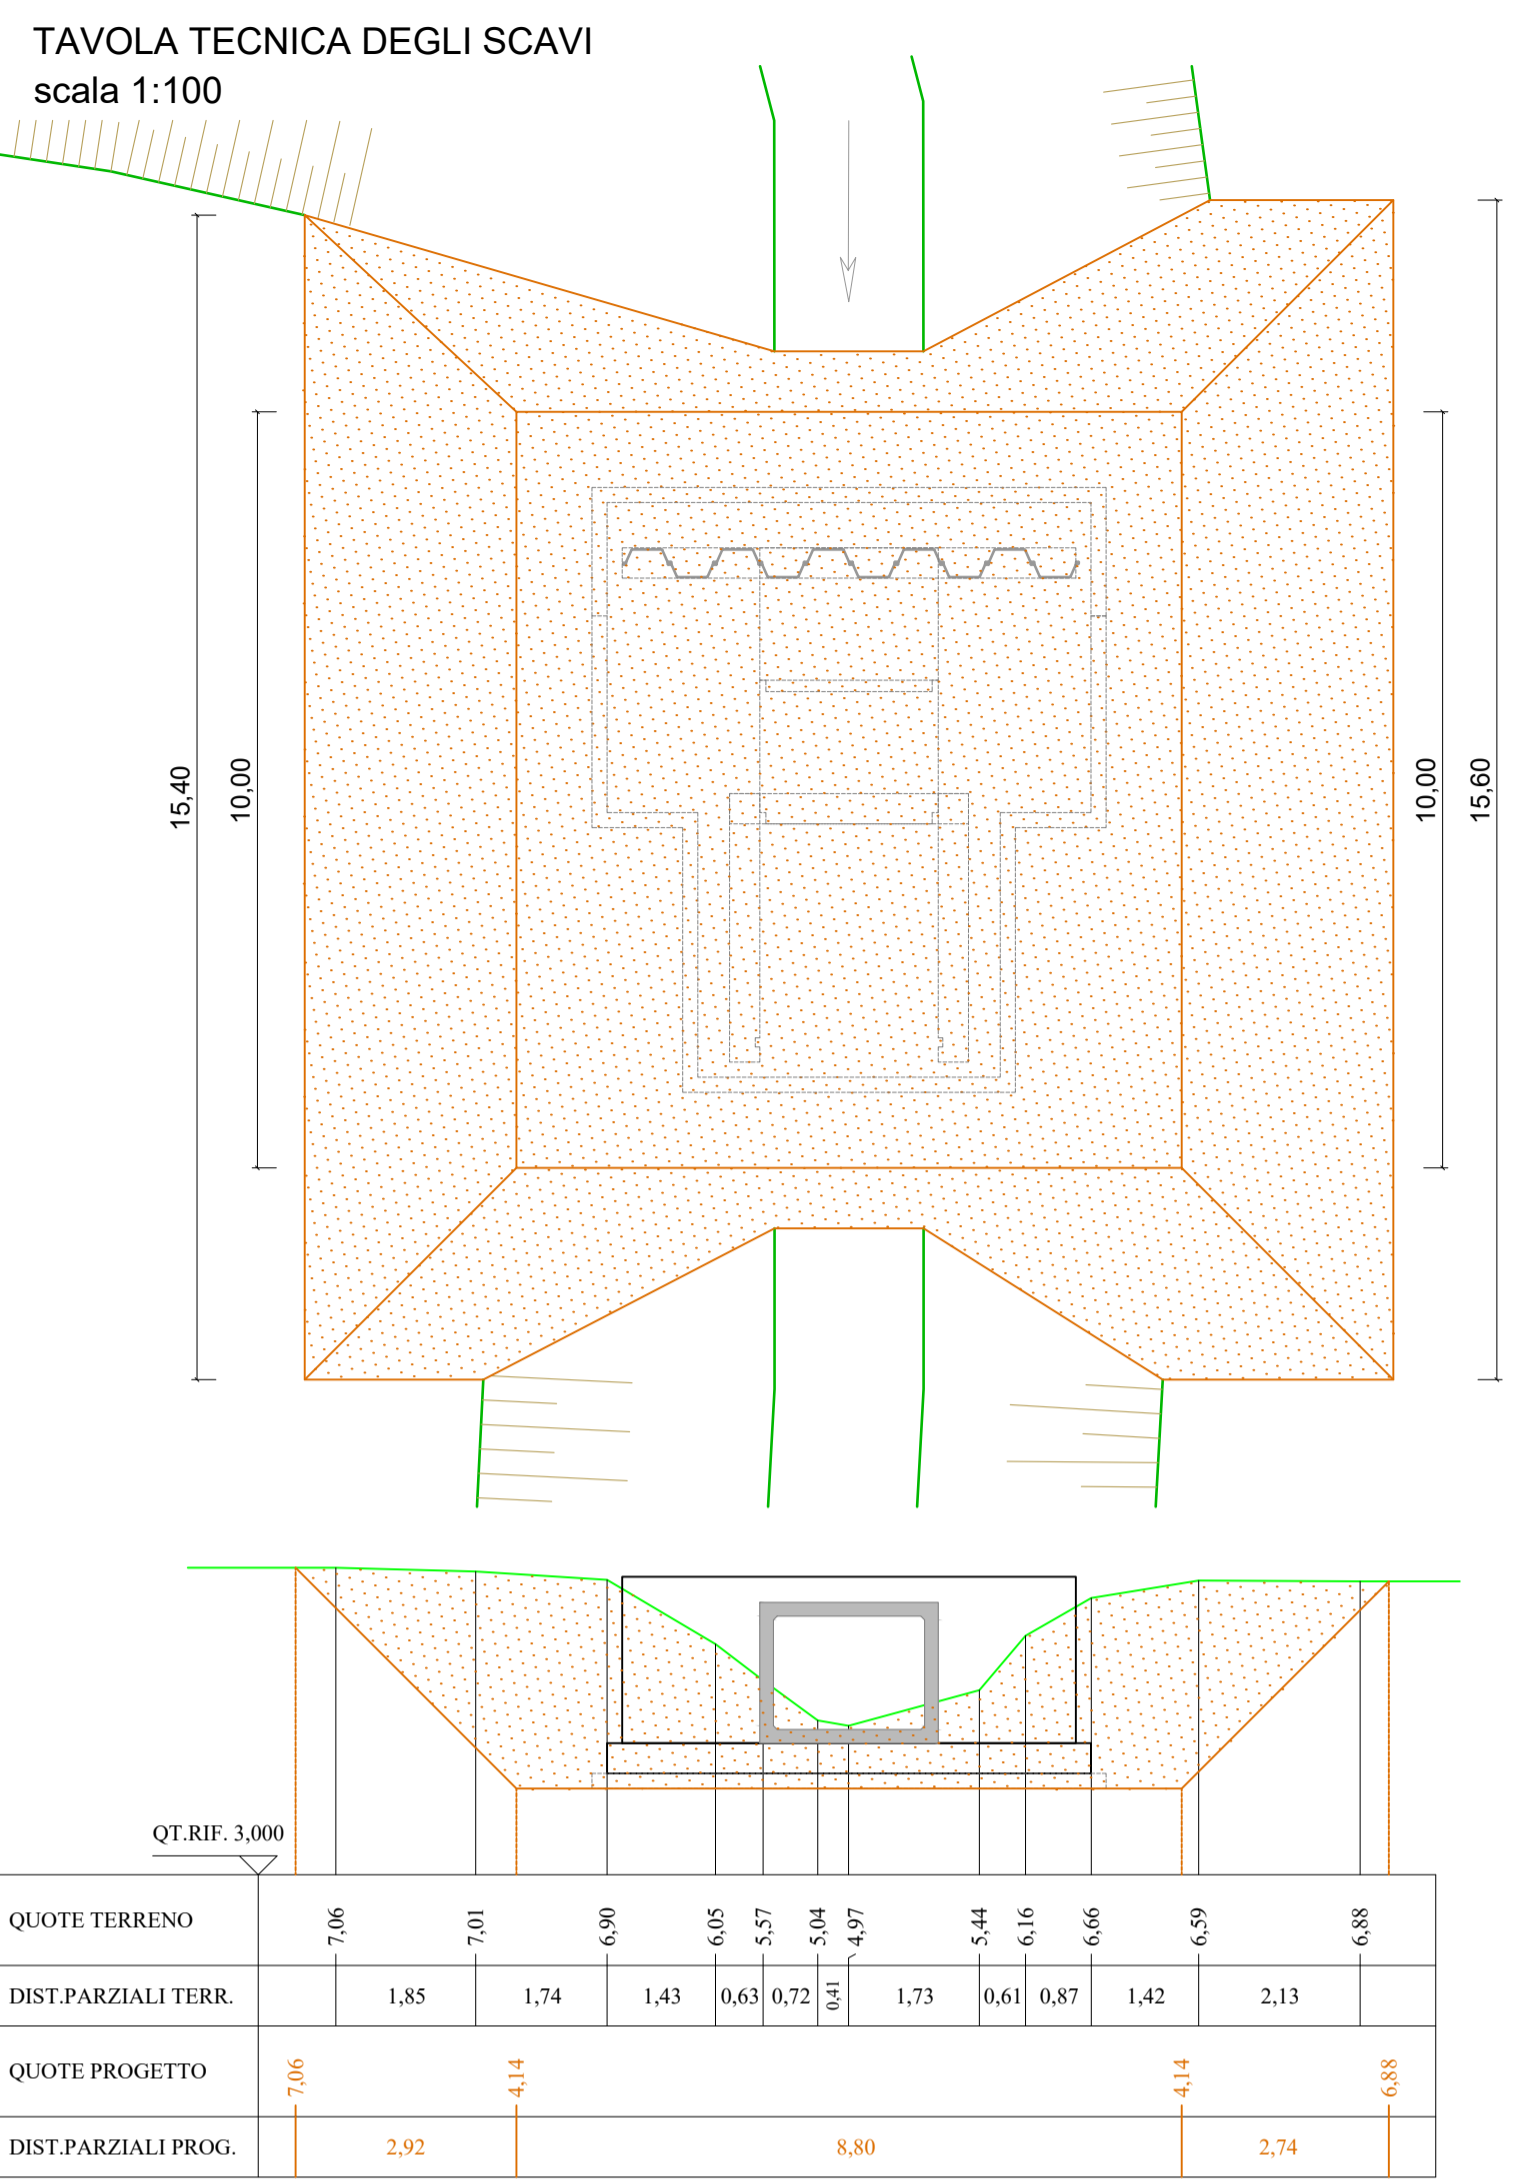 TAVOLA TECNICA DEGLI SCAVI
scala 1:100
15,40
10,00
10,00
15,60
QT.RIF. 3,000
QUOTE TERRENO 7,06 7,01 6,90 6,05 5,57 5,04 4,97 5,44 6,16 6,66 6,59 6,88
DIST.PARZIALI TERR. 1,85 1,74 1,43 0,63 0,72 0,41 1,73 0,61 0,87 1,42 2,13
QUOTE PROGETTO 7,06 4,14 4,14 6,88
DIST.PARZIALI PROG. 2,92 8,80 2,74